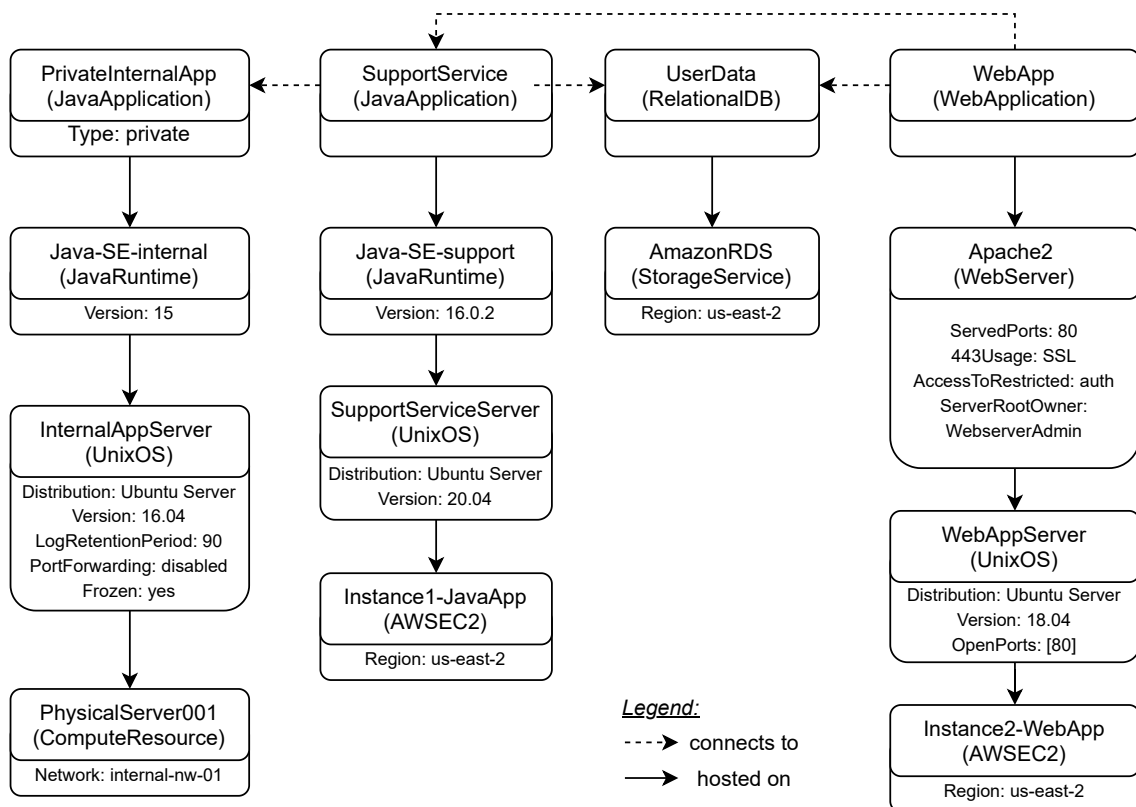 PrivateInternalApp
(JavaApplication)
Type: private
SupportService
(JavaApplication)
UserData
(RelationalDB)
WebApp
(WebApplication)
Java-SE-internal
(JavaRuntime)
Version: 15
Java-SE-support
(JavaRuntime)
Version: 16.0.2
AmazonRDS
(StorageService)
Region: us-east-2
Apache2
(WebServer)
ServedPorts: 80
443Usage: SSL
AccessToRestricted: auth
ServerRootOwner:
WebserverAdmin
InternalAppServer
(UnixOS)
Distribution: Ubuntu Server
Version: 16.04
LogRetentionPeriod: 90
PortForwarding: disabled
Frozen: yes
SupportServiceServer
(UnixOS)
Distribution: Ubuntu Server
Version: 20.04
WebAppServer
(UnixOS)
Distribution: Ubuntu Server
Version: 18.04
OpenPorts: [80]
Instance1-JavaApp
(AWSEC2)
Region: us-east-2
PhysicalServer001
(ComputeResource)
Network: internal-nw-01
Legend:
connects to
hosted on
Instance2-WebApp
(AWSEC2)
Region: us-east-2